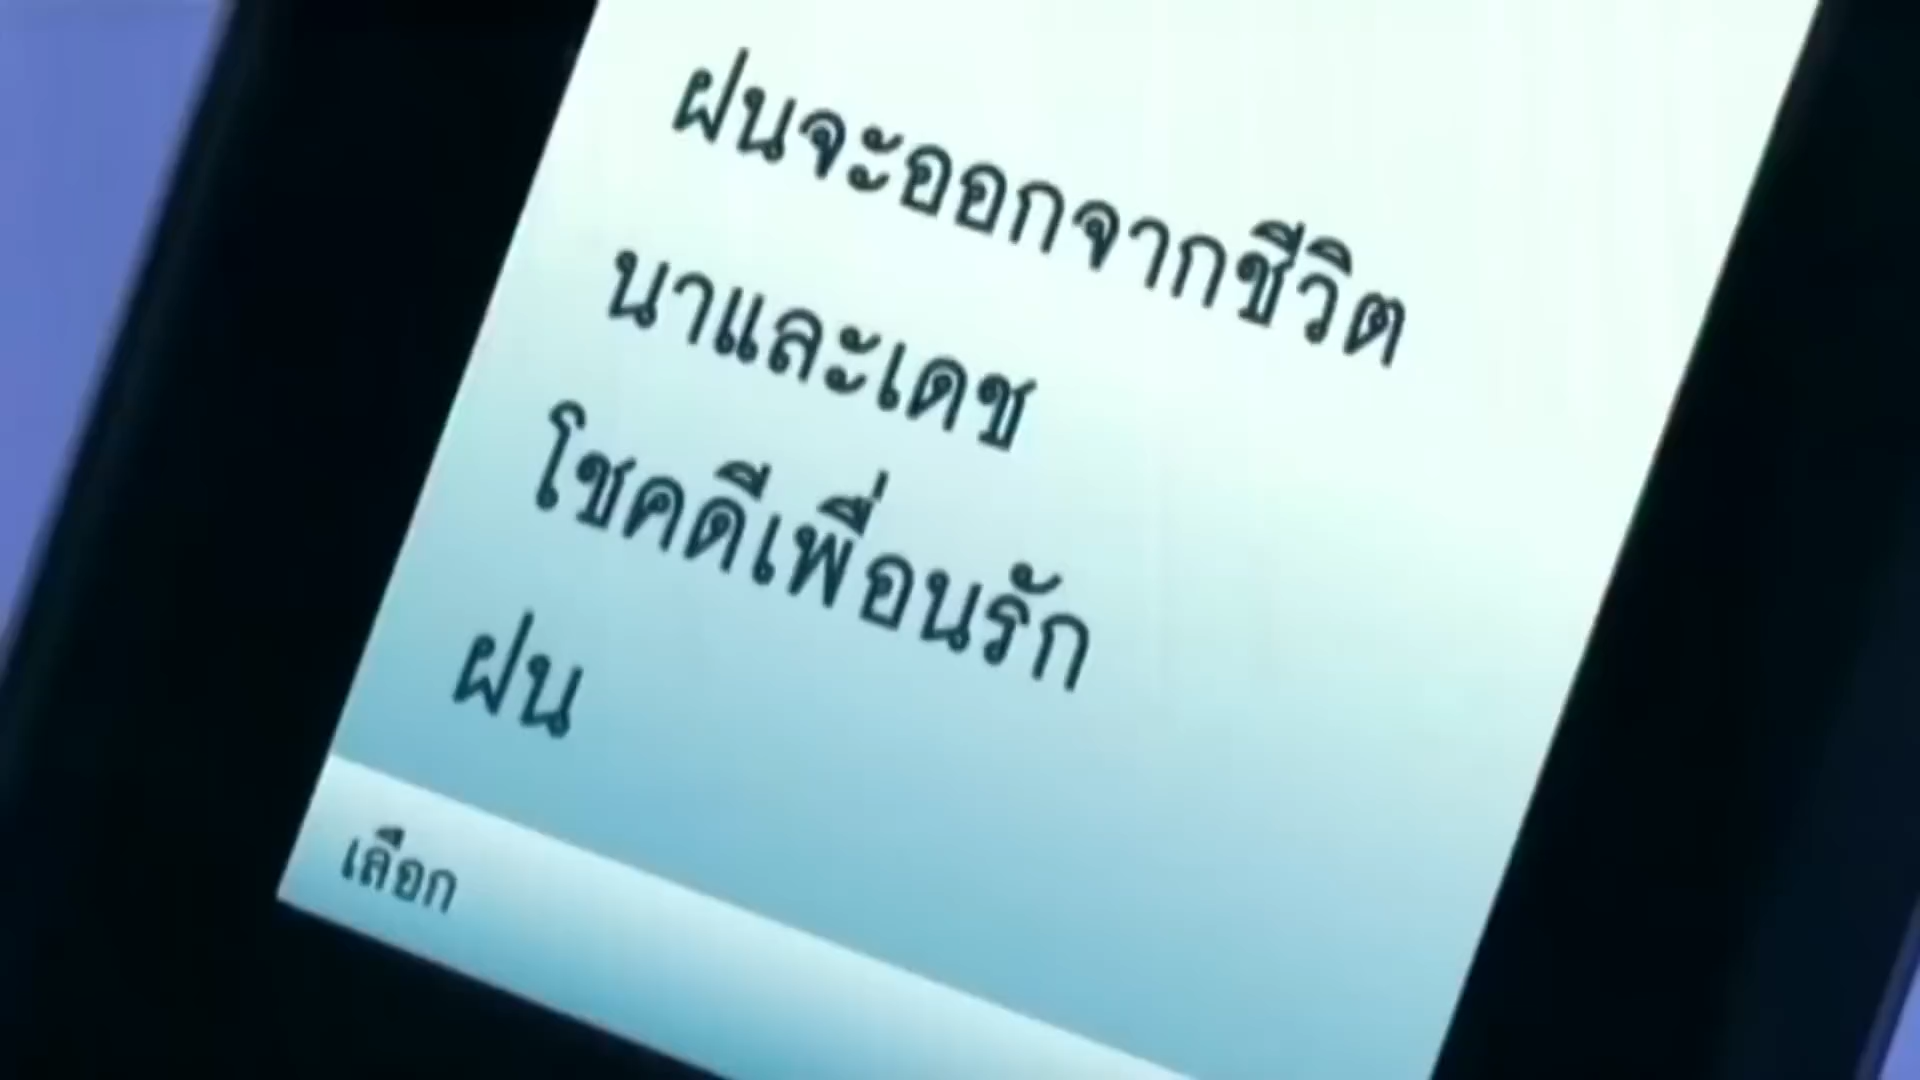 ฝนจะออกจากชีวิต
นาและเดช
โชคดีเพื่อนรัก
ฝน
เลือก